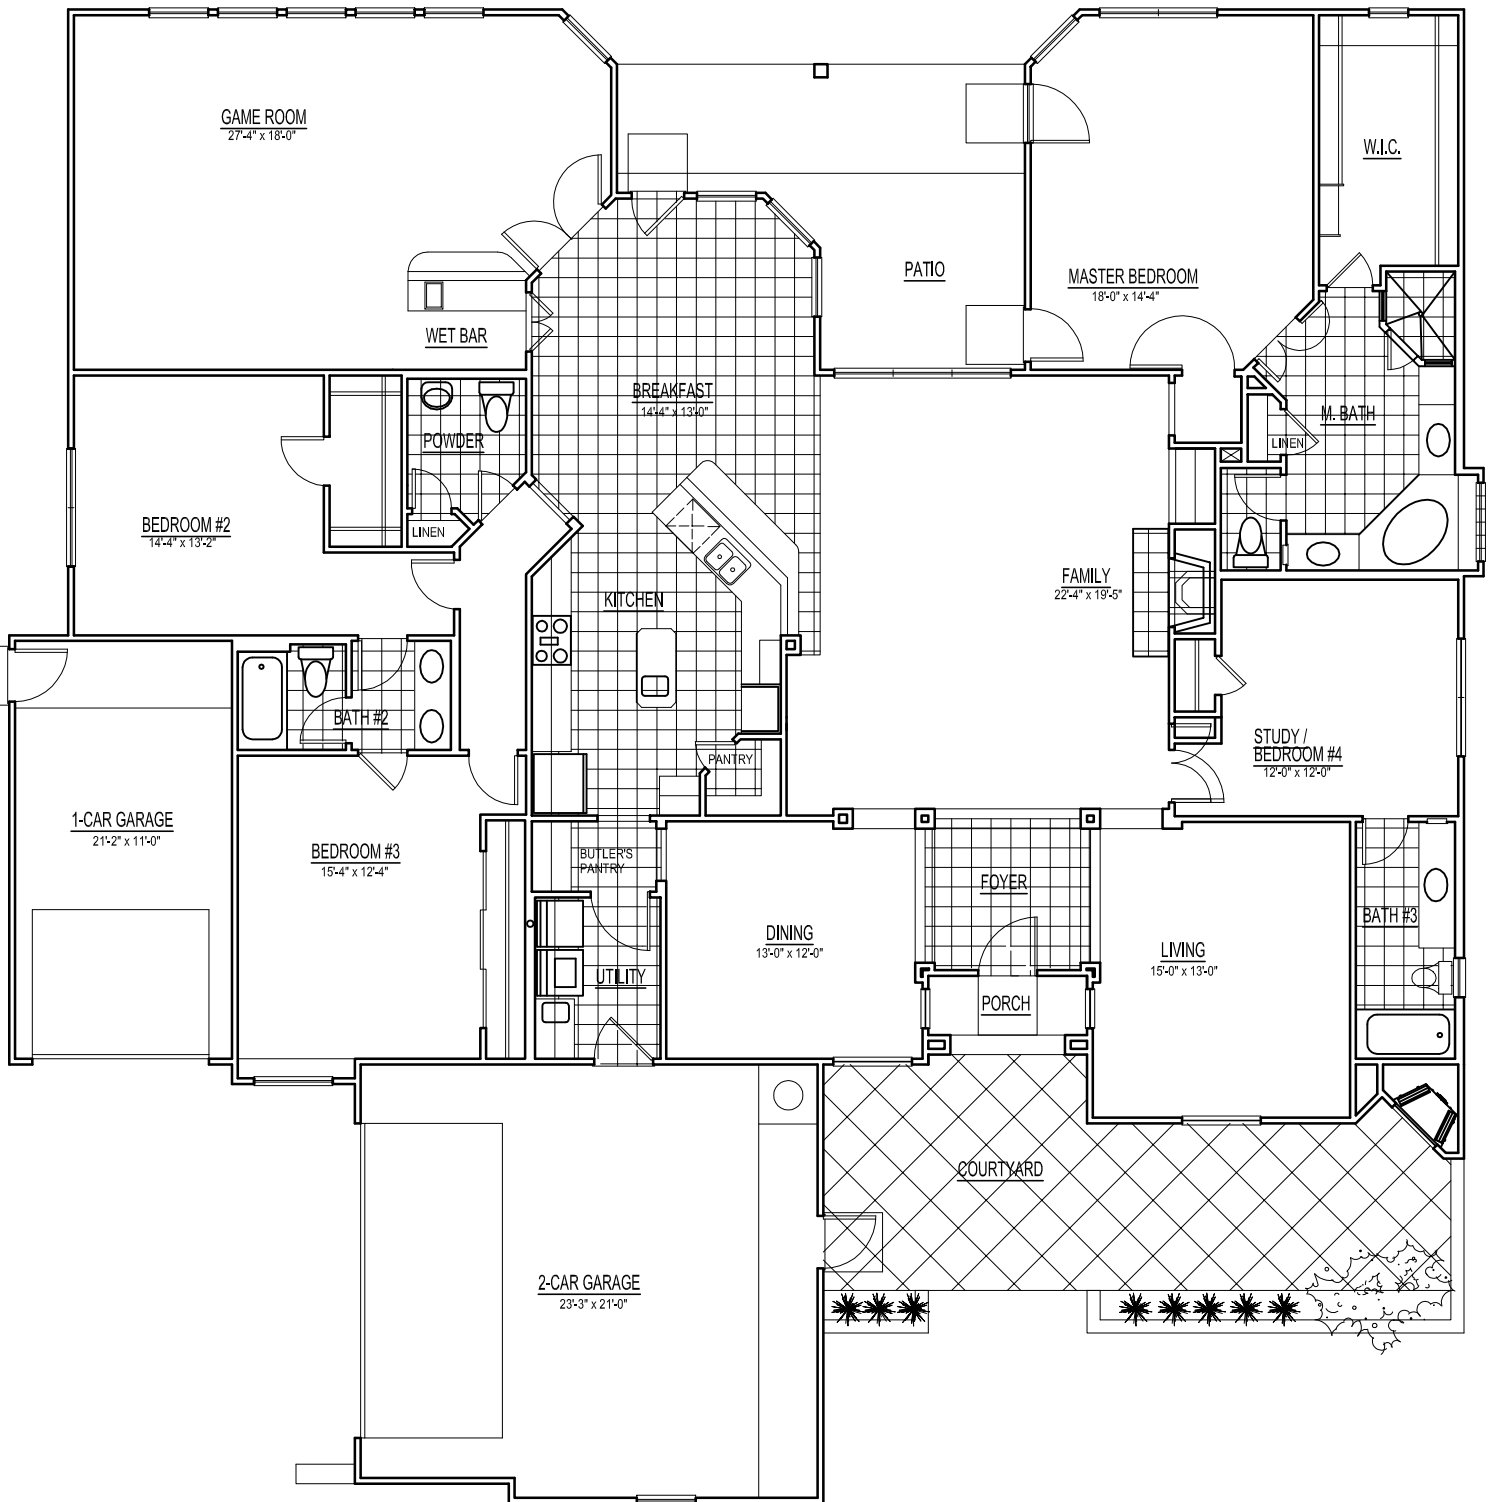 GAME ROOM
27'-4" x 18'-0"
W.I.C.
PATIO
MASTER BEDROOM
18'-0" x 14'-4"
WET BAR
BREAKFAST
14'-4" x 13'-0"
M. BATH
LINEN
POWDER
LINEN
BEDROOM #2
14'-4" x 13'-2"
FAMILY
22'-4" x 19'-5"
KITCHEN
BATH #2
STUDY /
BEDROOM #4
12'-0" x 12'-0"
PANTRY
1-CAR GARAGE
21'-2" x 11'-0"
BEDROOM #3
15'-4" x 12'-4"
BUTLER'S
PANTRY
FOYER
BATH #3
DINING
13'-0" x 12'-0"
LIVING
15'-0" x 13'-0"
UTILITY
PORCH
COURTYARD
2-CAR GARAGE
23'-3" x 21'-0"